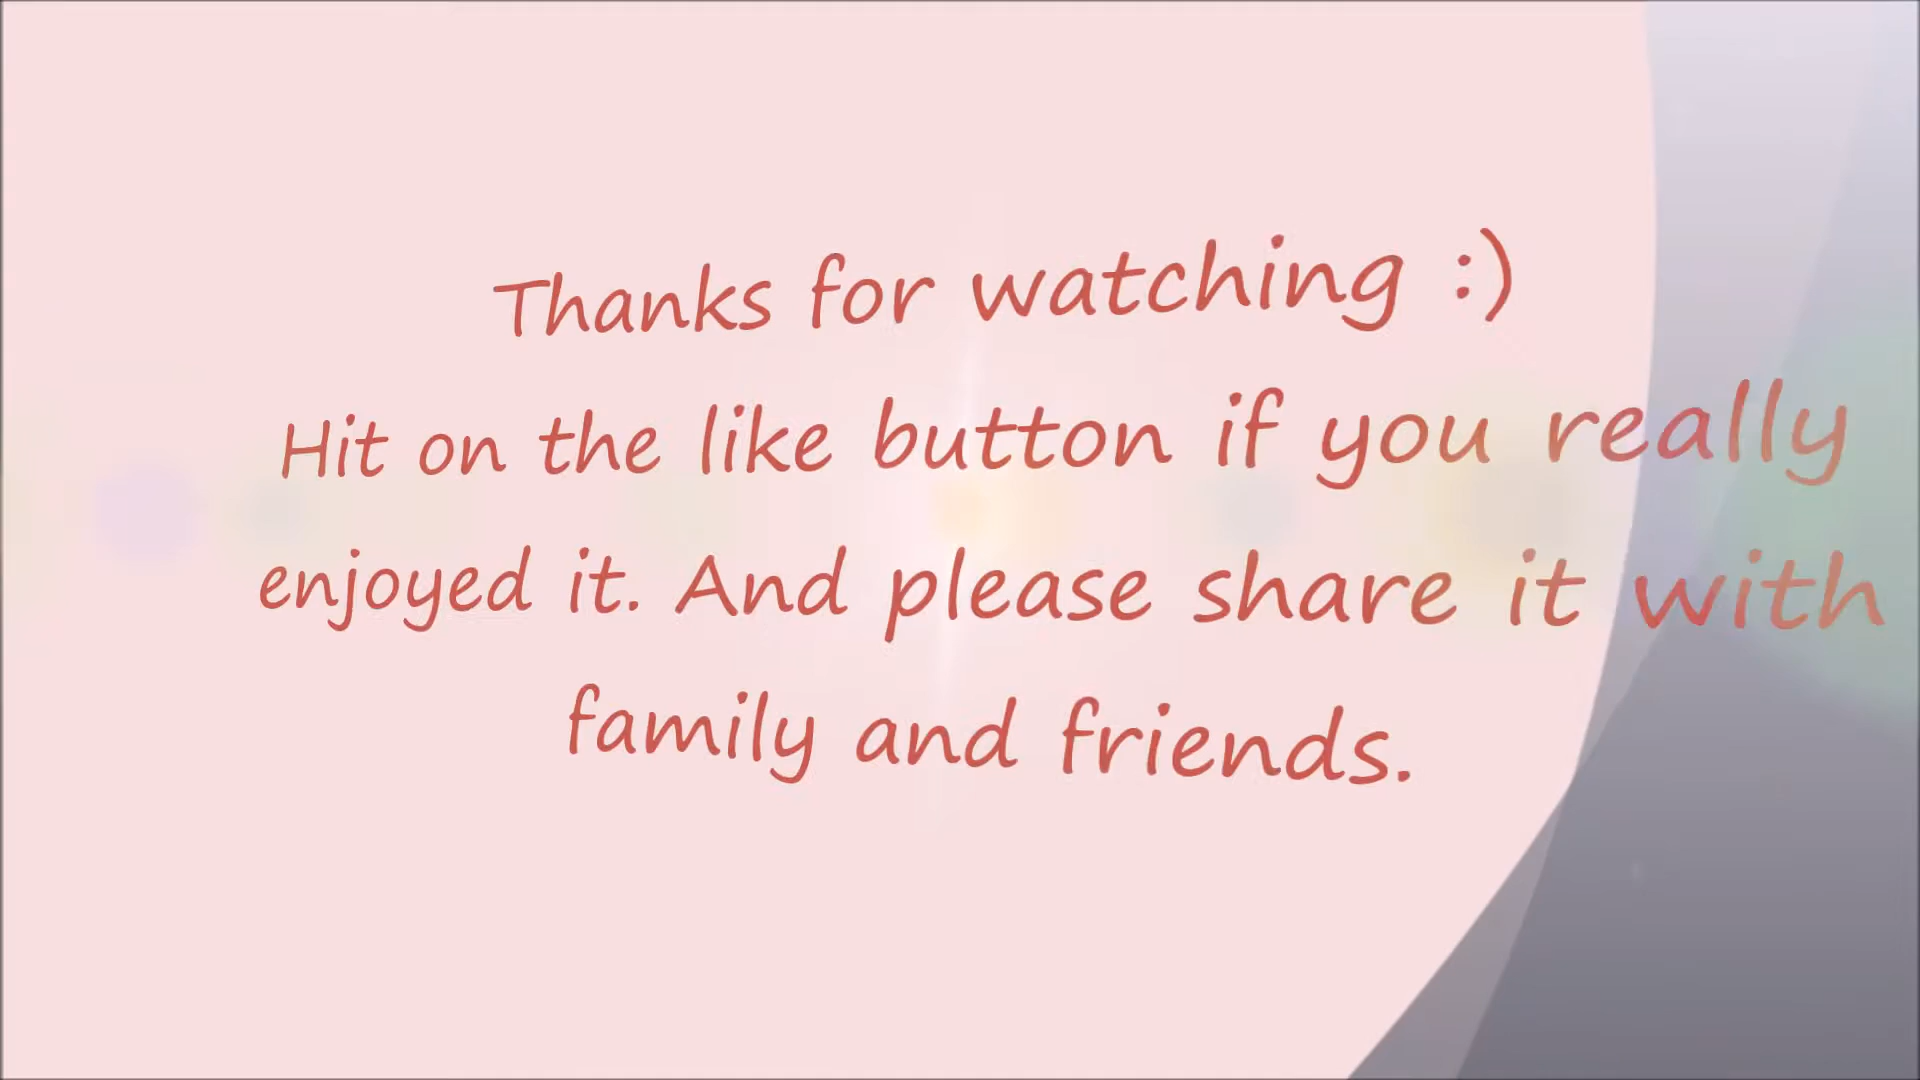 Thanks for watching :)
Hit on the like button if you really
enjoyed it. And please share it with
family and friends.